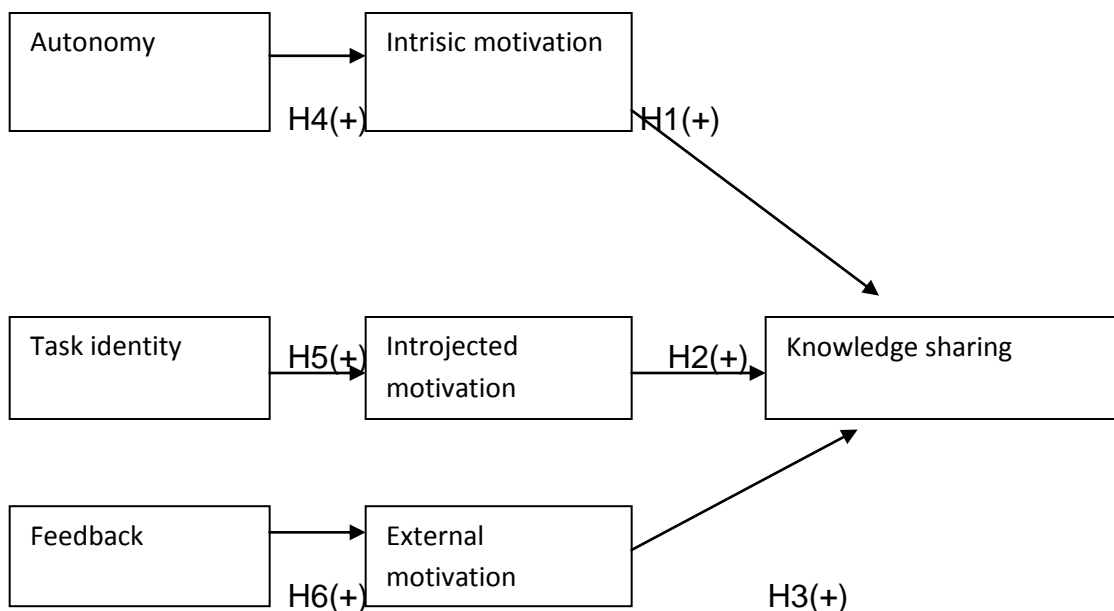 Autonomy
Intrisic motivation
H4(+)
H1(+)
Task identity
H5(+)
Introjected
motivation
H2(+)
Knowledge sharing
Feedback
External
motivation
H6(+)
H3(+)